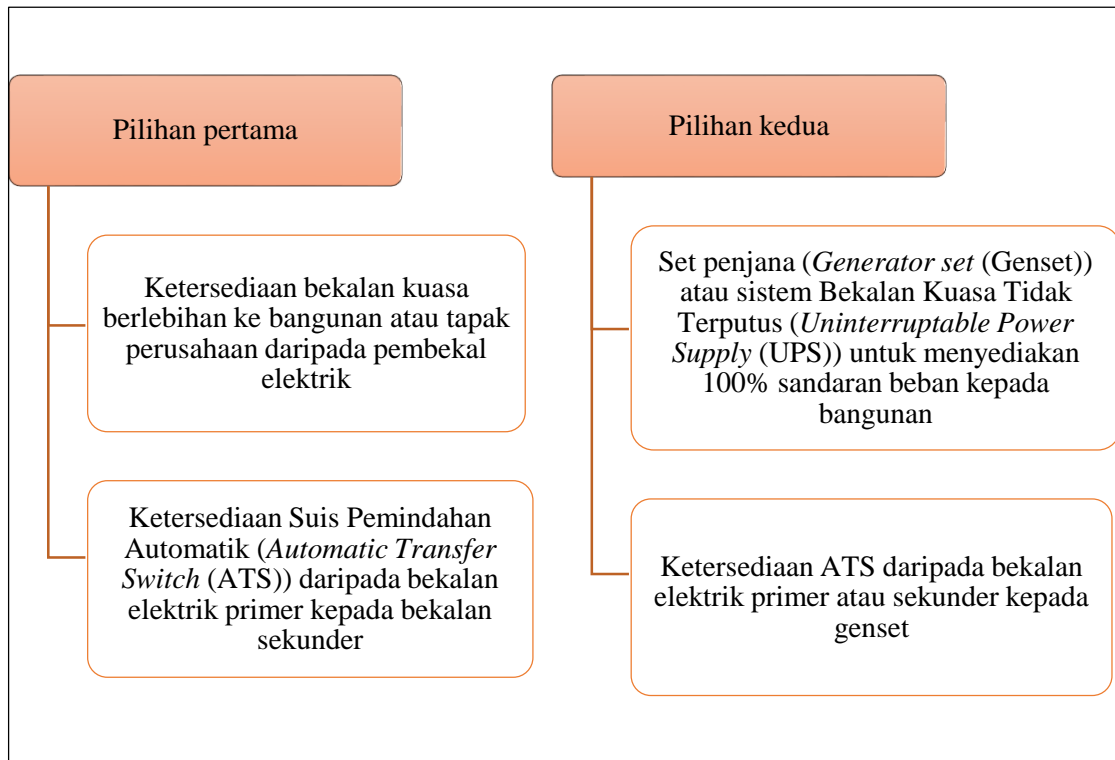 Pilihan pertama
Ketersediaan bekalan kuasa
berlebihan ke bangunan atau tapak
perusahaan daripada pembekal
elektrik
Ketersediaan Suis Pemindahan
Automatik (Automatic Transfer
Switch (ATS)) daripada bekalan
elektrik primer kepada bekalan
sekunder
Pilihan kedua
Set penjana (Generator set (Genset))
atau sistem Bekalan Kuasa Tidak
Terputus (Uninterruptable Power
Supply (UPS)) untuk menyediakan
100% sandaran beban kepada
bangunan
Ketersediaan ATS daripada bekalan
elektrik primer atau sekunder kepada
genset